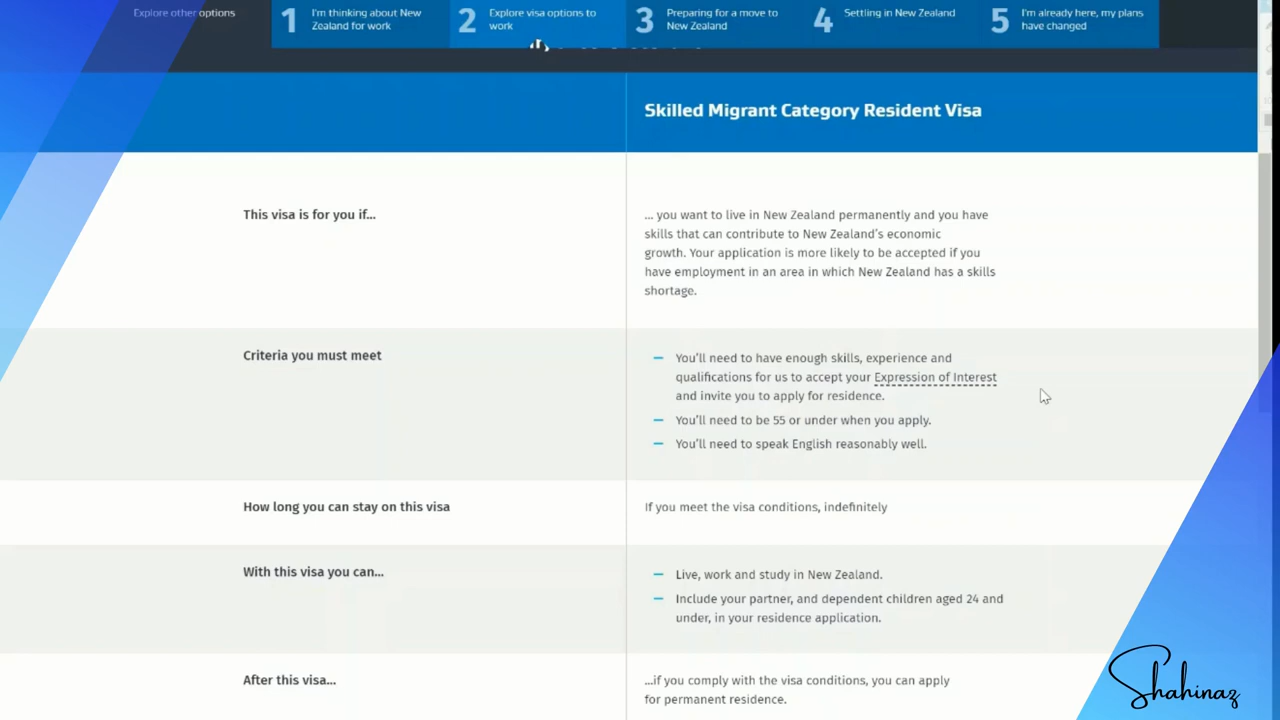 Explore other options
1 I'm thinking about New
Zealand for work
2 Explore visa options to
work
3 Preparing for a move to
New Zealand
4 Settling in New Zealand
5 I'm already here, my plans
have changed
Skilled Migrant Category Resident Visa
This visa is for you if...
... you want to live in New Zealand permanently and you have
skills that can contribute to New Zealand's economic
growth. Your application is more likely to be accepted if you
have employment in an area in which New Zealand has a skills
shortage.
Criteria you must meet
— You'll need to have enough skills, experience and
qualifications for us to accept your Expression of Interest
and invite you to apply for residence.
— You'll need to be 55 or under when you apply.
— You'll need to speak English reasonably well.
How long you can stay on this visa
If you meet the visa conditions, indefinitely
With this visa you can...
— Live, work and study in New Zealand.
— Include your partner, and dependent children aged 24 and
under, in your residence application.
After this visa...
...if you comply with the visa conditions, you can apply
for permanent residence.
Shahinaz